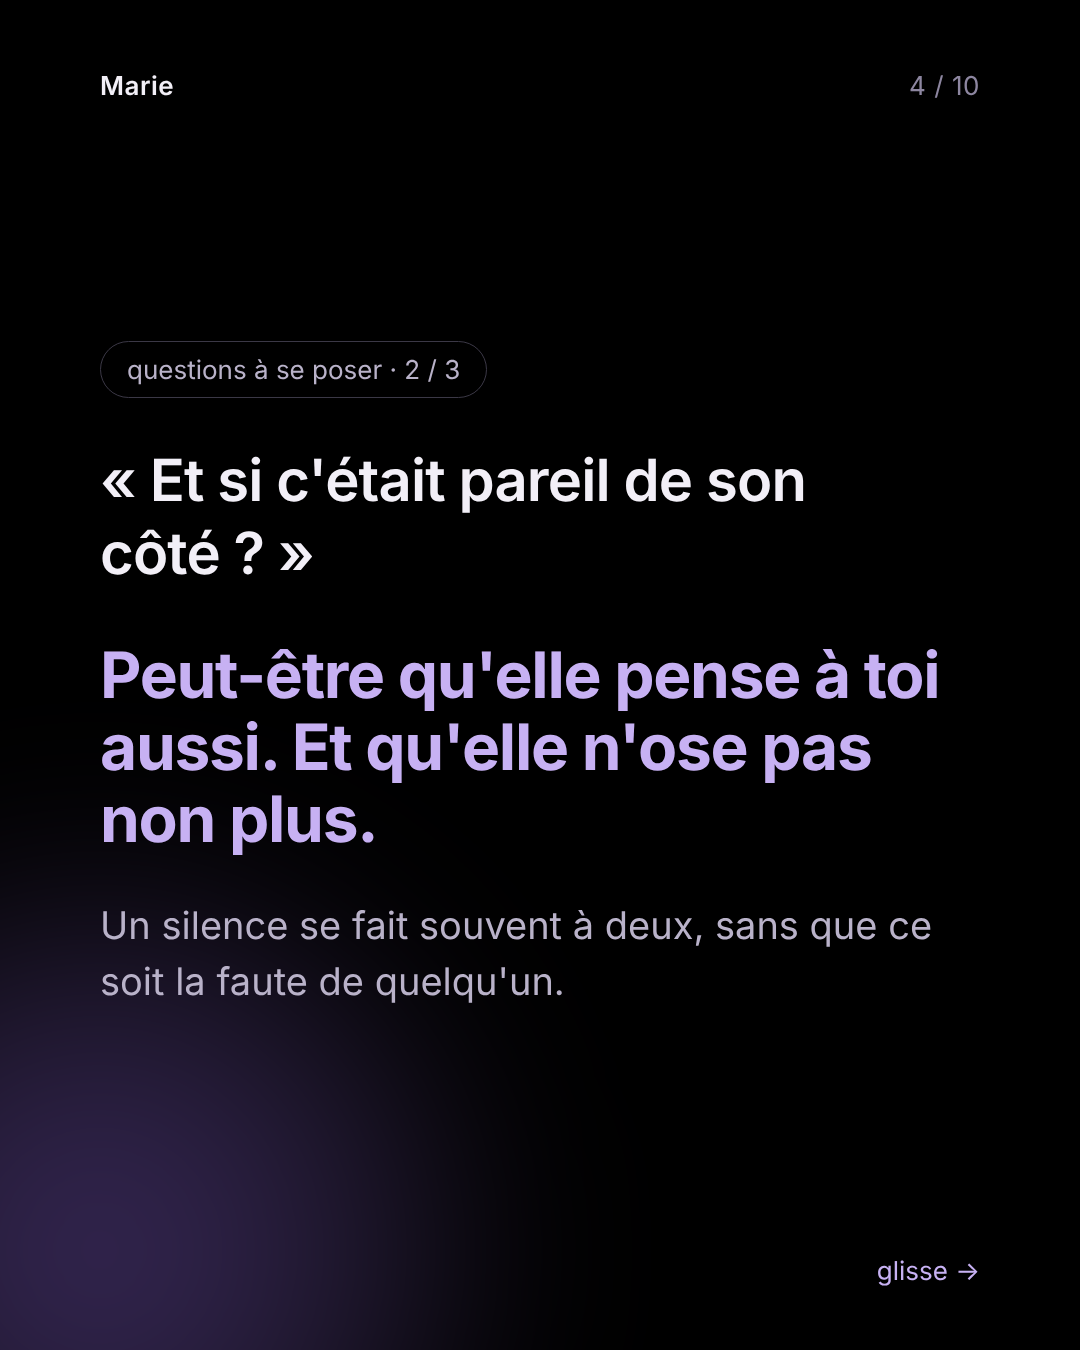 Marie
4 / 10
questions à se poser · 2 / 3
« Et si c'était pareil de son
côté ? »
Peut-être qu'elle pense à toi
aussi. Et qu'elle n'ose pas
non plus.
Un silence se fait souvent à deux, sans que ce
soit la faute de quelqu'un.
glisse →